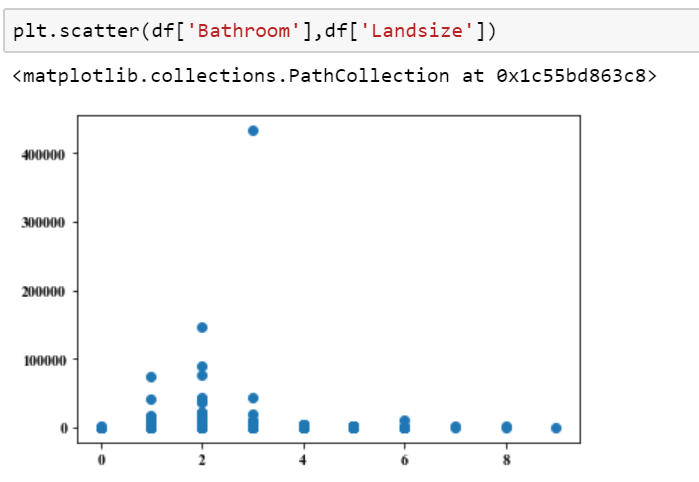 plt.scatter(df['Bathroom'],df['Landsize'])
<matplotlib.collections.PathCollection at 0x1c55bd863c8>
400000
300000
200000
100000
0
0 2 4 6 8